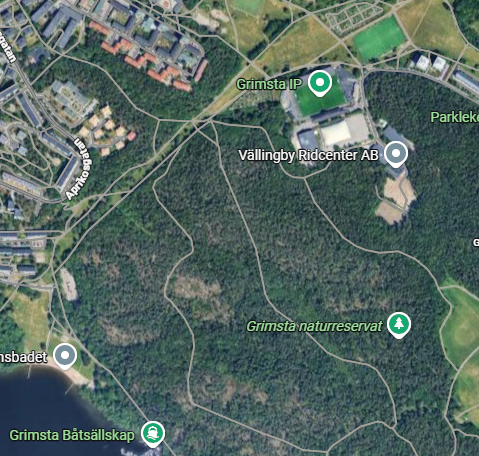 Grimsta IP
Parkleke
Aprikosgatan
Vällingby Ridcenter AB
G
Grimsta naturreservat
nsbadet
Grimsta Båtsällskap